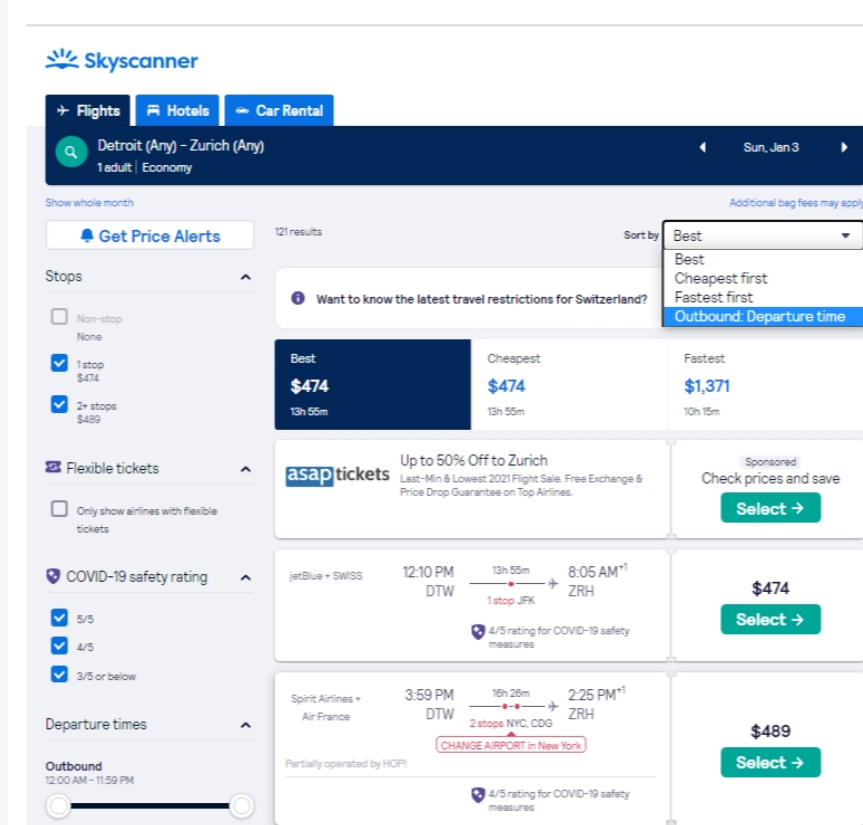 Skyscanner
Flights
Hotels
Car Rental
Detroit (Any) - Zurich (Any)
1 adult | Economy
Sun, Jan 3
Show whole month
Additional bag fees may apply
Get Price Alerts
121 results
Sort by
Best
Best
Cheapest first
Fastest first
Outbound: Departure time
Stops
Non-stop
None
1 stop
$474
2+ stops
$489
Flexible tickets
Only show airlines with flexible
tickets
COVID-19 safety rating
5/5
4/5
3/5 or below
Departure times
Outbound
12:00 AM - 11:59 PM
Want to know the latest travel restrictions for Switzerland?
Best
$474
13h 55m
Cheapest
$474
13h 55m
Fastest
$1,371
10h 15m
asap tickets
Up to 50% Off to Zurich
Last-Min & Lowest 2021 Flight Sale. Free Exchange &
Price Drop Guarantee on Top Airlines.
Sponsored
Check prices and save
Select →
jetBlue + SWISS
12:10 PM
DTW
13h 55m
1 stop JFK
8:05 AM+1
ZRH
4/5 rating for COVID-19 safety
measures
$474
Select →
Spirit Airlines +
Air France
3:59 PM
DTW
16h 26m
2 stops NYC, CDG
2:25 PM+1
ZRH
CHANGE AIRPORT in New York
Partially operated by HOP!
4/5 rating for COVID-19 safety
measures
$489
Select →